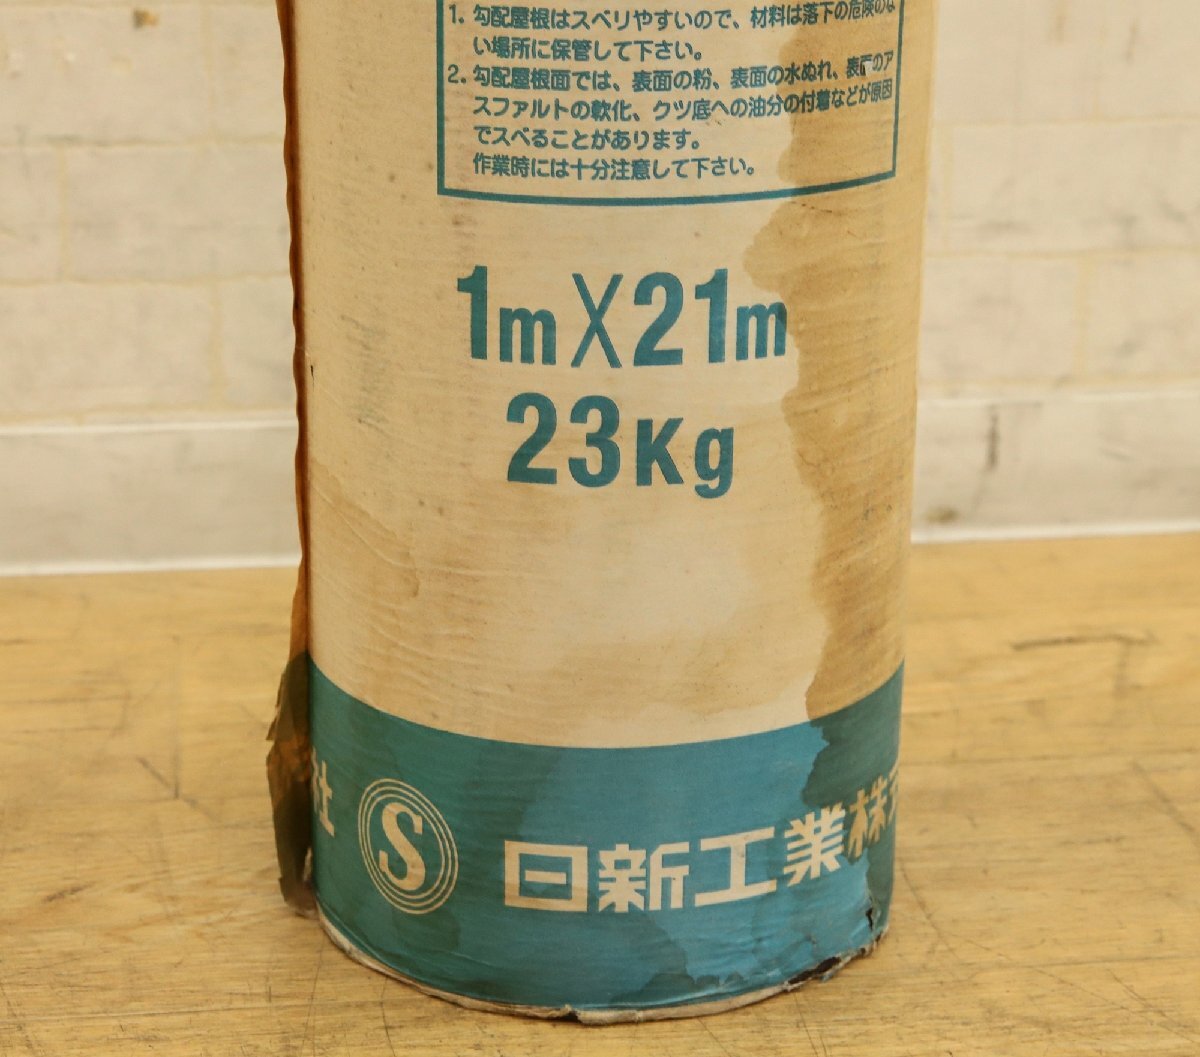 1. 勾配屋根はスベリやすいので、材料は落下の危険のな
い場所に保管して下さい。
2. 勾配屋根面では、表面の粉、表面の水ぬれ、表面のア
スファルトの軟化、クツ底への油分の付着などが原因
でスベることがあります。
作業時には十分注意して下さい。
1m X 21m
23Kg
社 S 日新工業株式